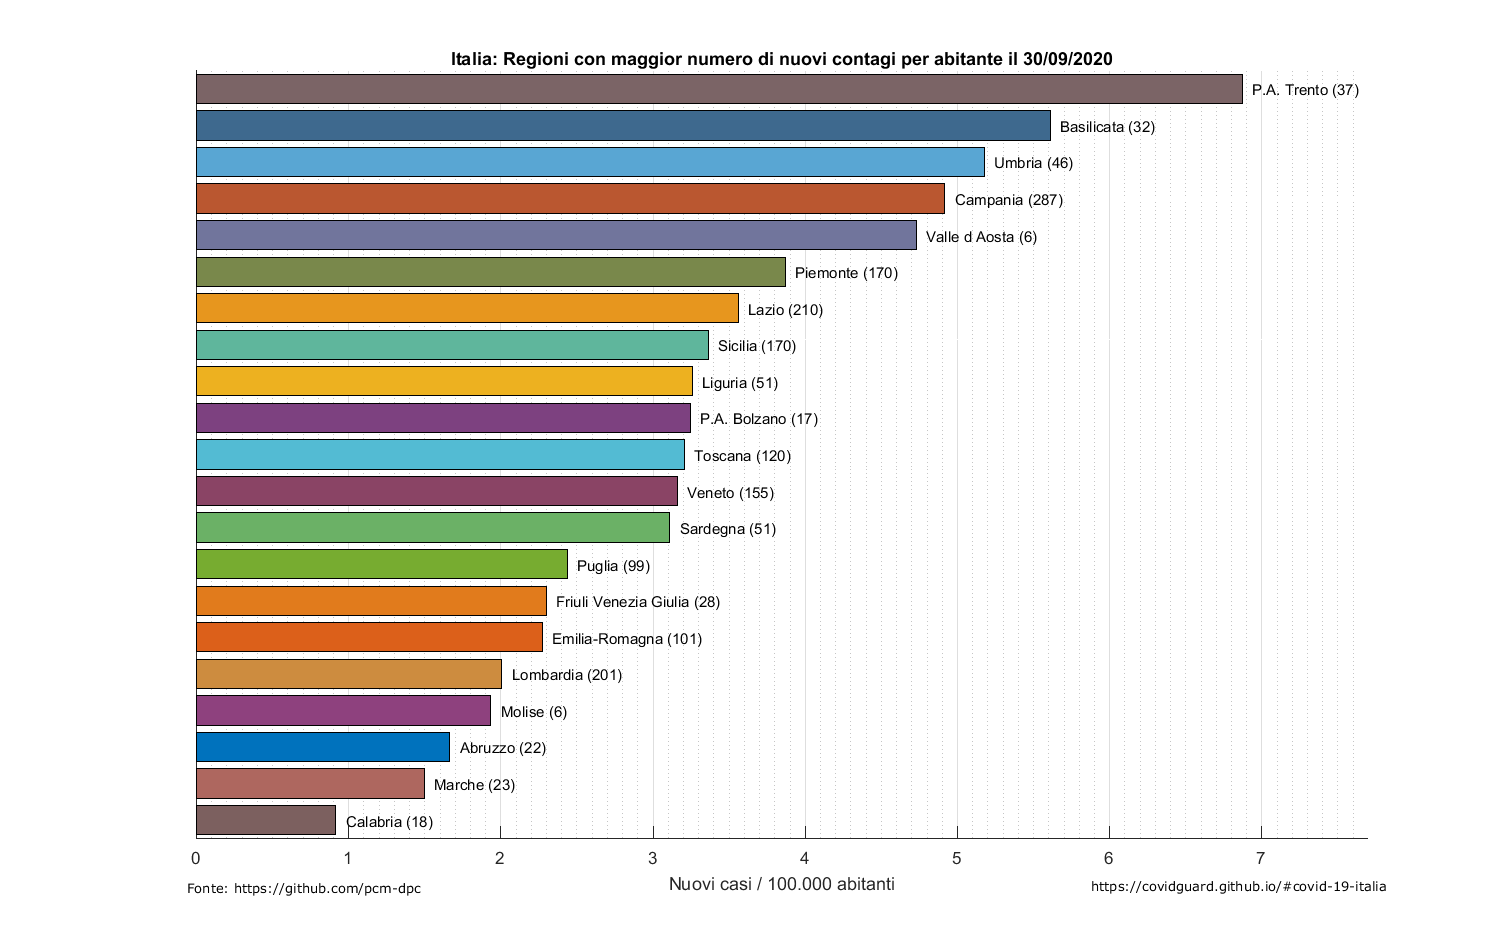 Italia: Regioni con maggior numero di nuovi contagi per abitante il 30/09/2020
P.A. Trento (37)
Basilicata (32)
Umbria (46)
Campania (287)
Valle d Aosta (6)
Piemonte (170)
Lazio (210)
Sicilia (170)
Liguria (51)
P.A. Bolzano (17)
Toscana (120)
Veneto (155)
Sardegna (51)
Puglia (99)
Friuli Venezia Giulia (28)
Emilia-Romagna (101)
Lombardia (201)
Molise (6)
Abruzzo (22)
Marche (23)
Calabria (18)
0 1 2 3 4 5 6 7
Nuovi casi / 100.000 abitanti
Fonte: https://github.com/pcm-dpc
https://covidguard.github.io/#covid-19-italia